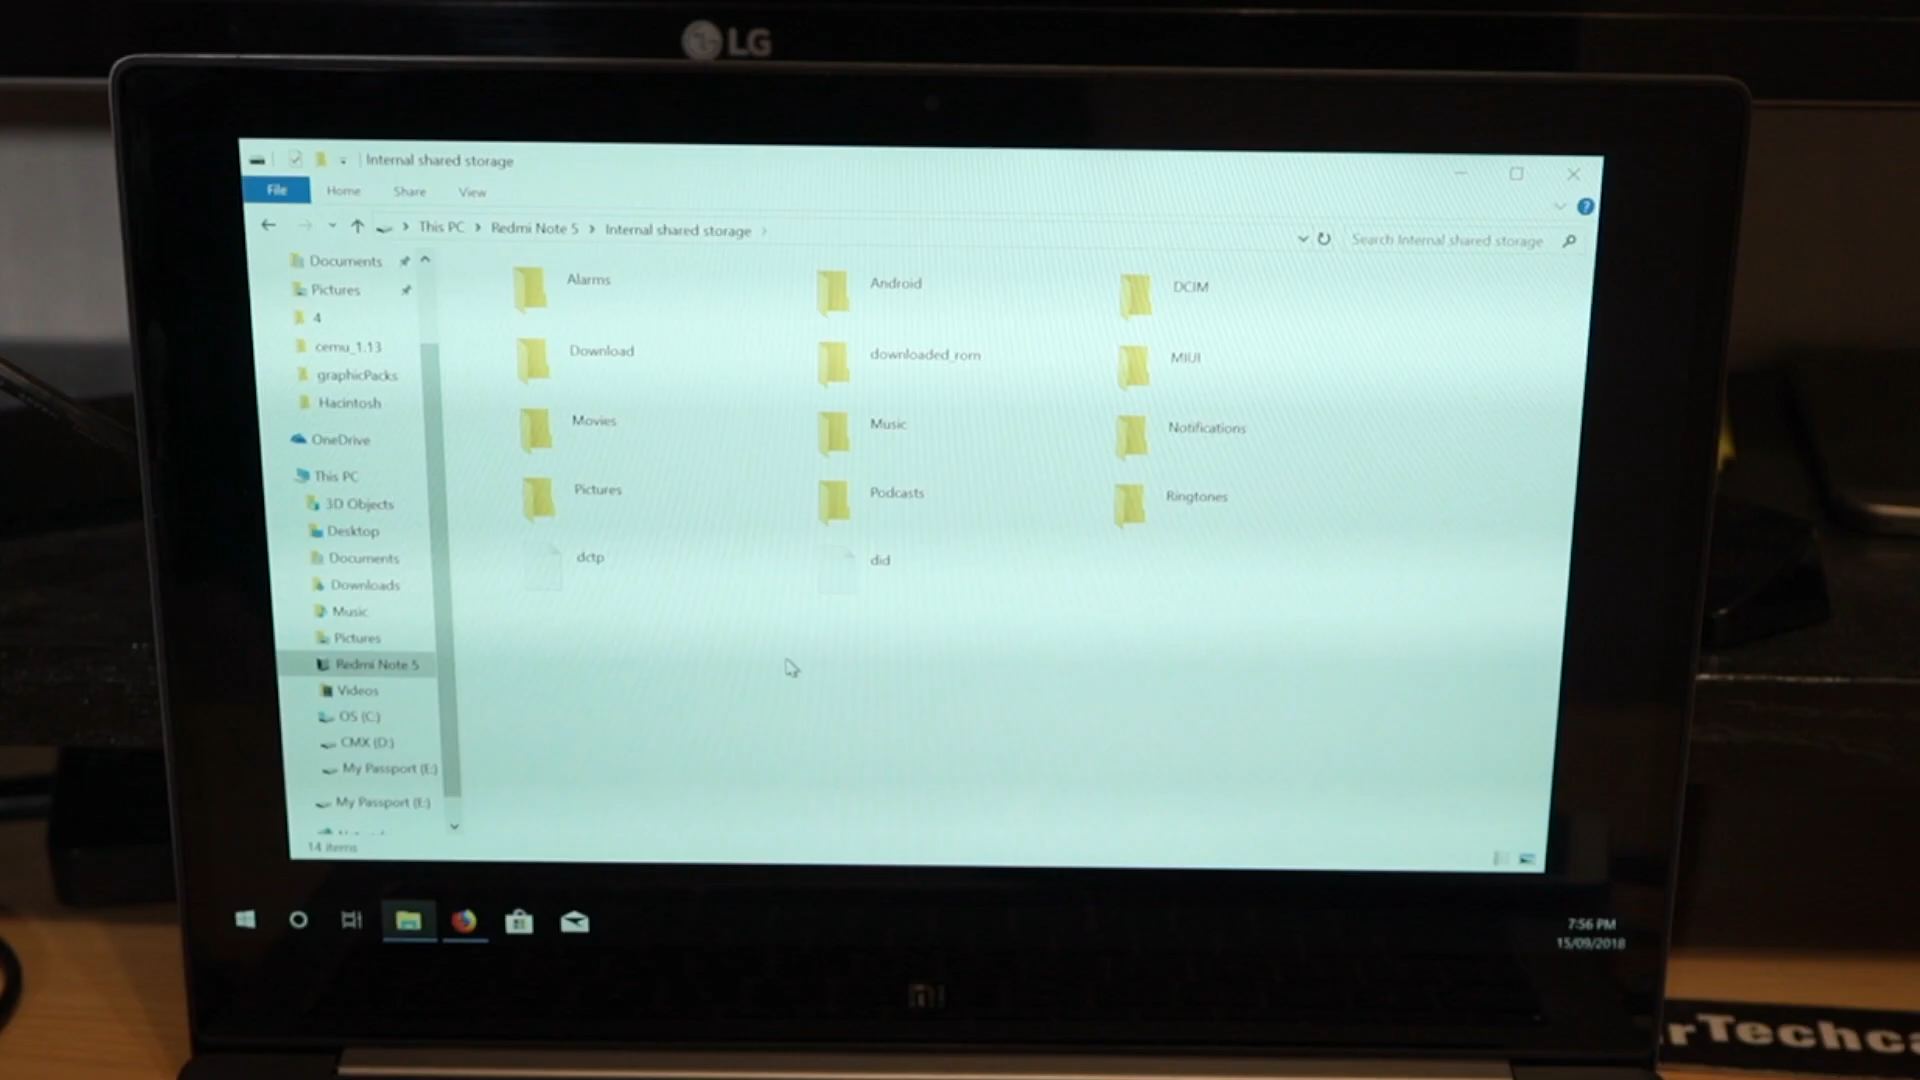 LG
Internal shared storage
File Home Share View
This PC Redmi Note 5 Internal shared storage
Search Internal shared storage
Documents
Pictures
4
cemu_1.13
graphicPacks
Hacintosh
OneDrive
This PC
3D Objects
Desktop
Documents
Downloads
Music
Pictures
Redmi Note 5
Videos
OS (C:)
CMX (D:)
My Passport (E:)
My Passport (E:)
14 items
Alarms Android DCIM
Download downloaded_rom MIUI
Movies Music Notifications
Pictures Podcasts Ringtones
dctp did
7:56 PM
15/09/2018
mi
rTechca